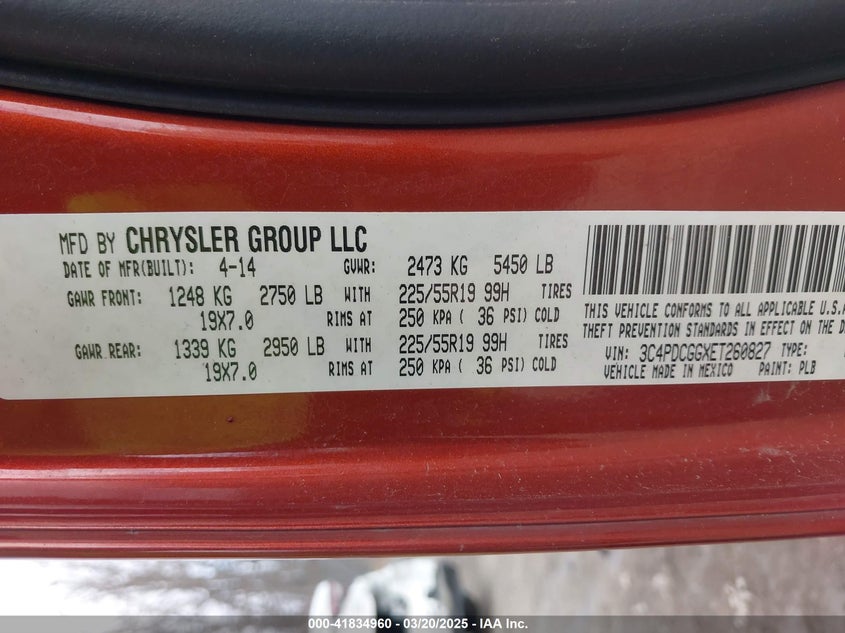 MFD BY CHRYSLER GROUP LLC
DATE OF MFR(BUILT): 4-14 GVWR: 2473 KG 5450 LB
GAWR FRONT: 1248 KG 2750 LB WITH 225/55R19 99H TIRES
19X7.0 RIMS AT 250 KPA ( 36 PSI) COLD
GAWR REAR: 1339 KG 2950 LB WITH 225/55R19 99H TIRES
19X7.0 RIMS AT 250 KPA ( 36 PSI) COLD
THIS VEHICLE CONFORMS TO ALL APPLICABLE U.S.A
THEFT PREVENTION STANDARDS IN EFFECT ON THE D
VIN: 3C4PDCGGXET260827 TYPE:
VEHICLE MADE IN MEXICO PAINT: PLB
000-41834960 - 03/20/2025 - IAA Inc.